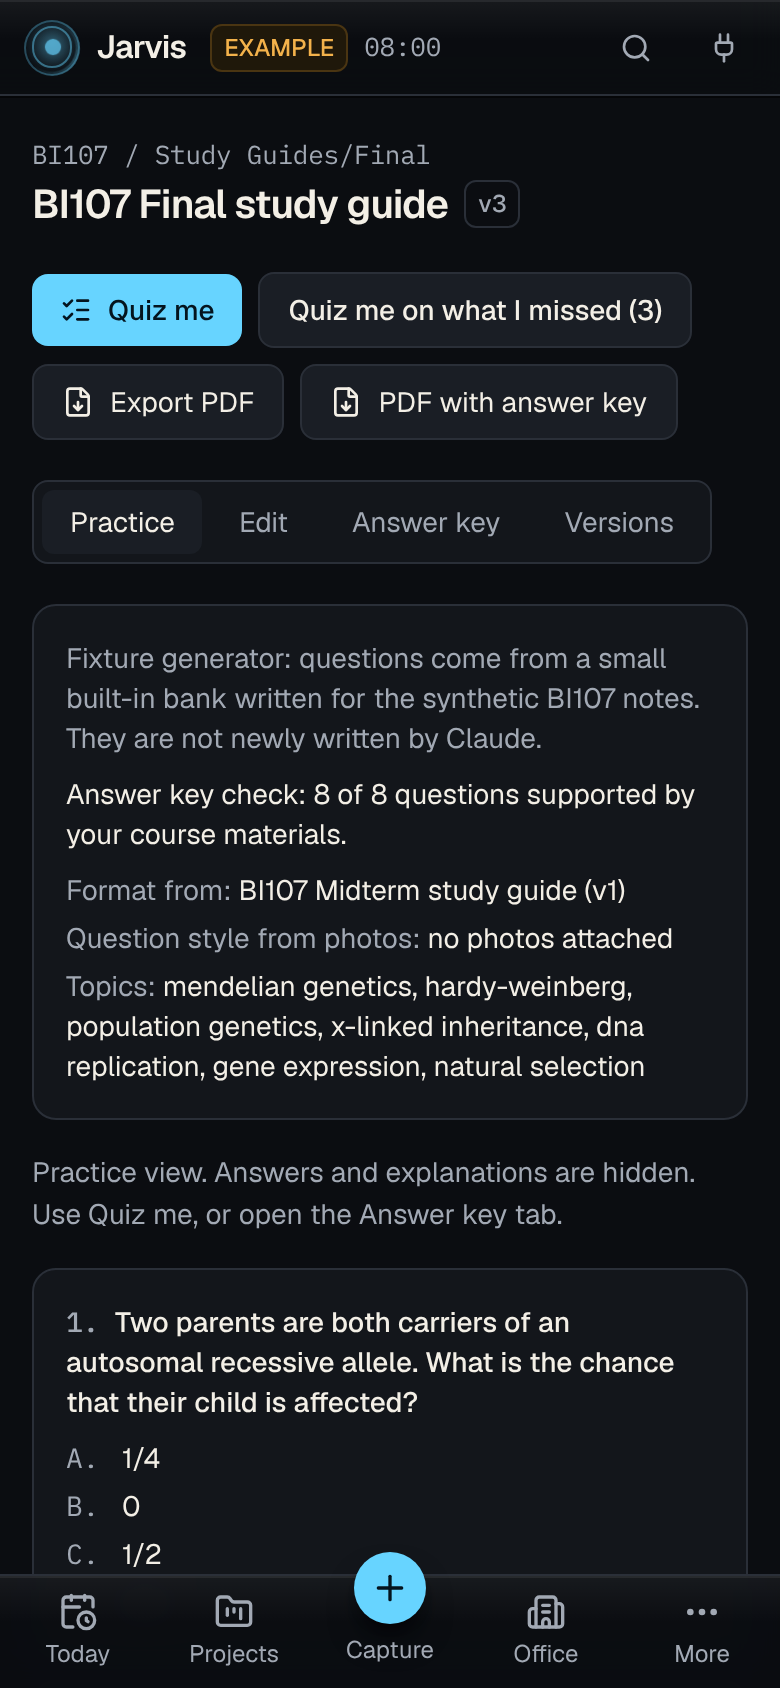 Jarvis EXAMPLE 08:00
BI107 / Study Guides/Final
BI107 Final study guide v3
Quiz me
Quiz me on what I missed (3)
Export PDF
PDF with answer key
Practice Edit Answer key Versions
Fixture generator: questions come from a small
built-in bank written for the synthetic BI107 notes.
They are not newly written by Claude.
Answer key check: 8 of 8 questions supported by
your course materials.
Format from: BI107 Midterm study guide (v1)
Question style from photos: no photos attached
Topics: mendelian genetics, hardy-weinberg,
population genetics, x-linked inheritance, dna
replication, gene expression, natural selection
Practice view. Answers and explanations are hidden.
Use Quiz me, or open the Answer key tab.
1. Two parents are both carriers of an
autosomal recessive allele. What is the chance
that their child is affected?
A. 1/4
B. 0
C. 1/2
Today Projects Capture Office More